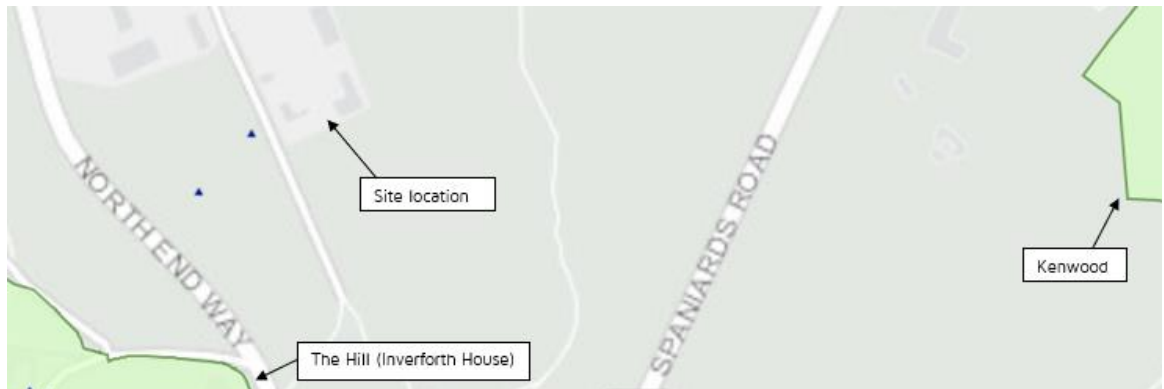 NORTH END WAY
Site location
SPANIARDS ROAD
Kenwood
The Hill (Inverforth House)